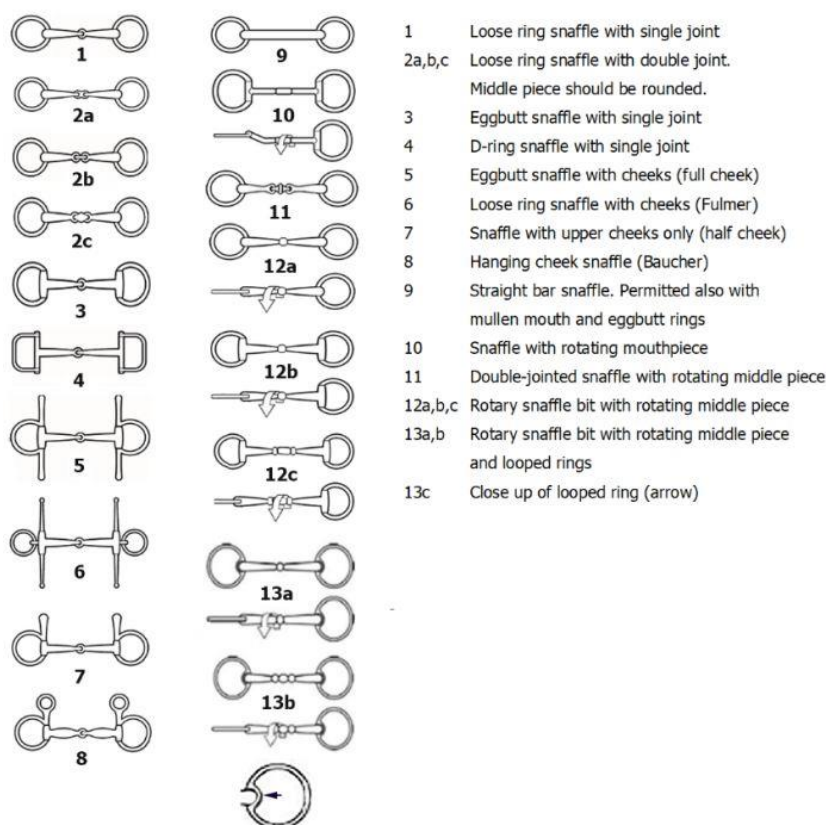 1
2a
2b
2c
3
4
5
6
7
8
9
10
11
12a
12b
12c
13a
13b
1 Loose ring snaffle with single joint
2a,b,c Loose ring snaffle with double joint.
Middle piece should be rounded.
3 Eggbutt snaffle with single joint
4 D-ring snaffle with single joint
5 Eggbutt snaffle with cheeks (full cheek)
6 Loose ring snaffle with cheeks (Fulmer)
7 Snaffle with upper cheeks only (half cheek)
8 Hanging cheek snaffle (Baucher)
9 Straight bar snaffle. Permitted also with
mullen mouth and eggbutt rings
10 Snaffle with rotating mouthpiece
11 Double-jointed snaffle with rotating middle piece
12a,b,c Rotary snaffle bit with rotating middle piece
13a,b Rotary snaffle bit with rotating middle piece
and looped rings
13c Close up of looped ring (arrow)